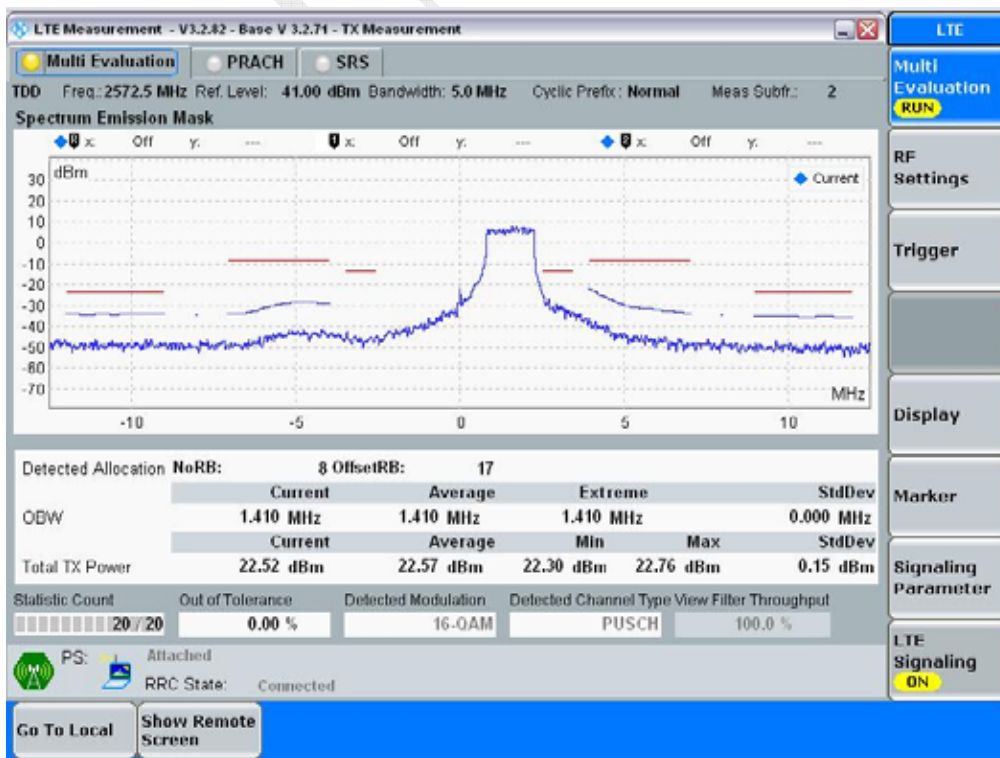 LTE Measurement - V3.2.82 - Base V 3.2.71 - TX Measurement
LTE
Multi Evaluation PRACH SRS
Multi Evaluation RUN
TDD Freq.: 2572.5 MHz Ref. Level: 41.00 dBm Bandwidth: 5.0 MHz Cyclic Prefix: Normal Meas Subfr.: 2
Spectrum Emission Mask
x: Off y: --- 1 x: Off y: --- 2 x: Off y: ---
dBm
Current
30
20
10
0
-10
-20
-30
-40
-50
-60
-70
MHz
-10 -5 0 5 10
RF Settings
Trigger
Display
Marker
Signaling Parameter
LTE Signaling ON
Detected Allocation NoRB: 8 OffsetRB: 17
Current Average Extreme StdDev
OBW 1.410 MHz 1.410 MHz 1.410 MHz 0.000 MHz
Current Average Min Max StdDev
Total TX Power 22.52 dBm 22.57 dBm 22.30 dBm 22.76 dBm 0.15 dBm
Statistic Count Out of Tolerance Detected Modulation Detected Channel Type View Filter Throughput
20 / 20 0.00 % 16-QAM PUSCH 100.0 %
PS: Attached
RRC State: Connected
Go To Local
Show Remote Screen